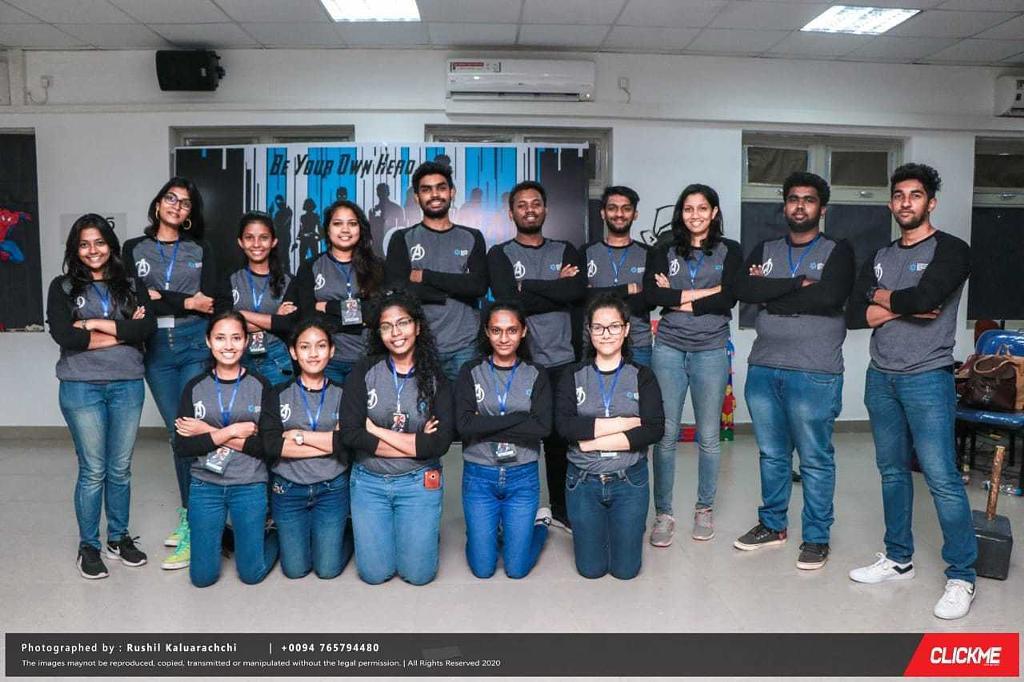 BE YOUR OWN HERO
Photographed by : Rushil Kaluarachchi | +0094 765794480
The images maynot be reproduced, copied, transmitted or manipulated without the legal permission. | All Rights Reserved 2020
CLICKME